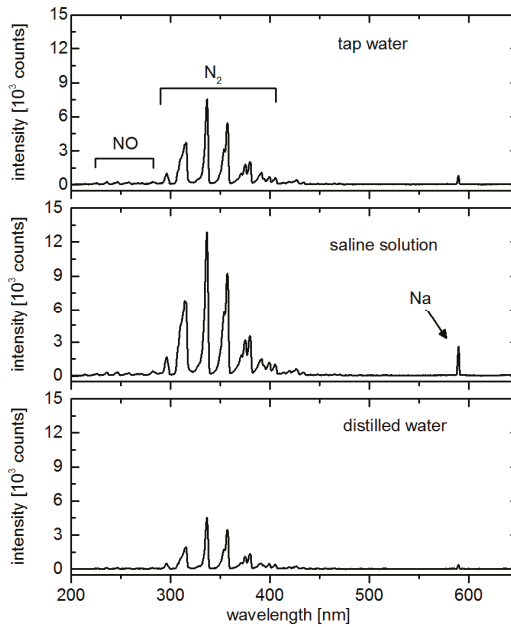 tap water
N₂
NO
intensity [10³ counts]
15
12
9
6
3
0
saline solution
Na
intensity [10³ counts]
15
12
9
6
3
0
distilled water
intensity [10³ counts]
15
12
9
6
3
0
200 300 400 500 600
wavelength [nm]